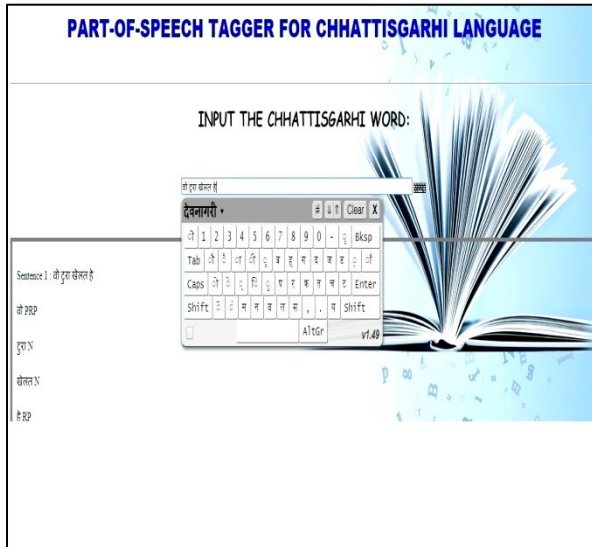 PART-OF-SPEECH TAGGER FOR CHHATTISGARHI LANGUAGE
INPUT THE CHHATTISGARHI WORD:
वो टुरा खेलत है
देवनागरी
# Clear X
1 2 3 4 5 6 7 8 9 0 - Bksp
Tab ब ह ग द ज ड
Caps प र क त च ट Enter
Shift म न व ल स , . य Shift
AltGr v1.49
Sentence 1 : वो टुरा खेलत है
वो PRP
टुरा N
खेलत N
है RP